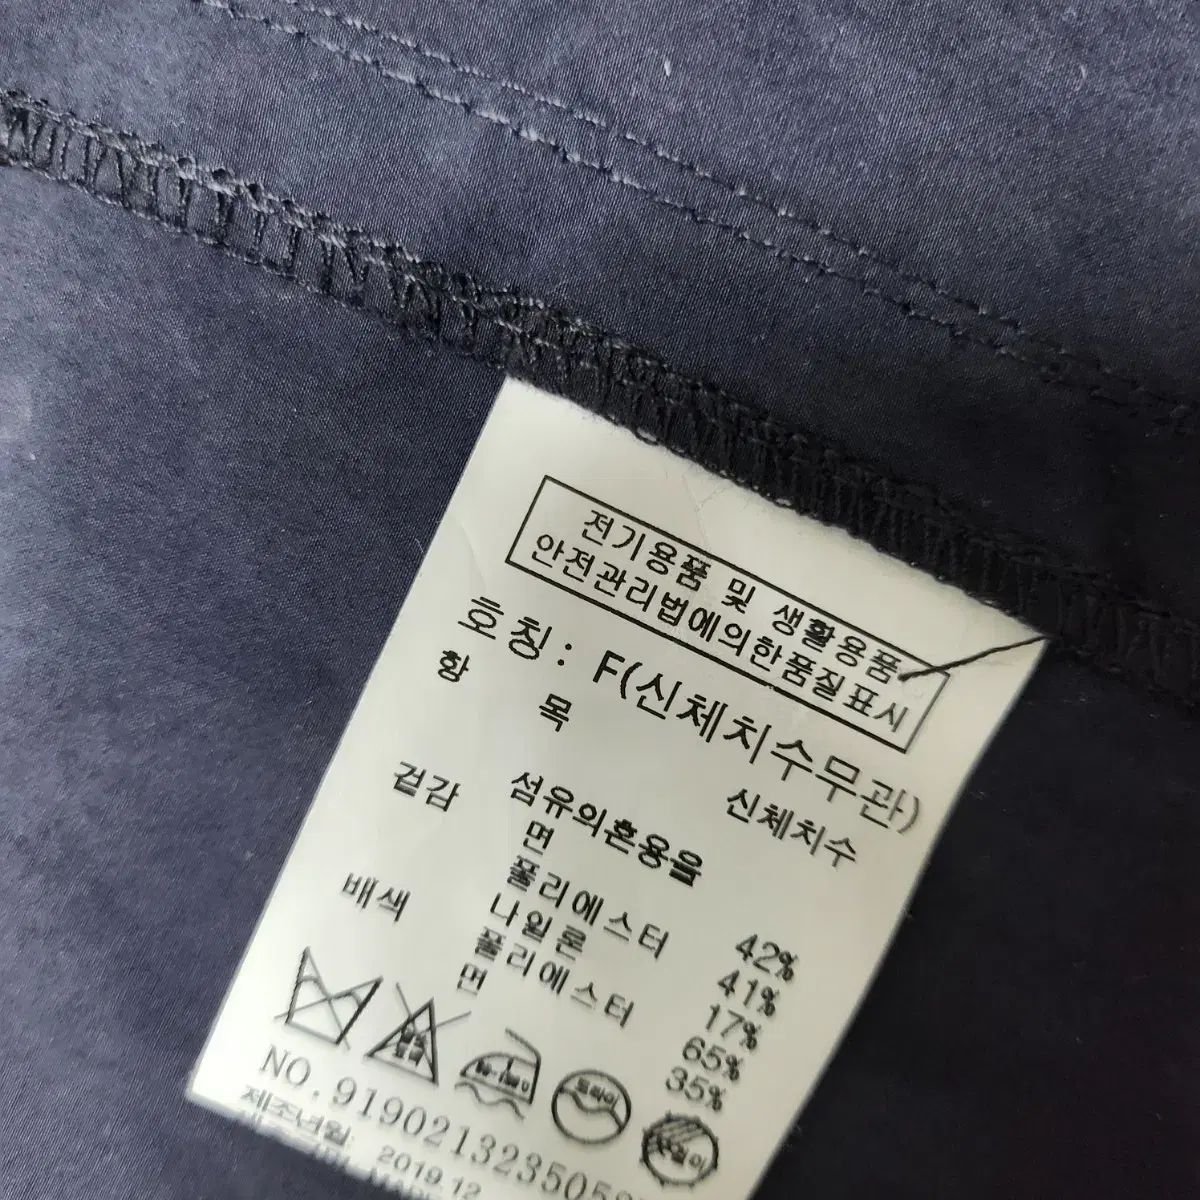 전기용품 및 생활용품
안전관리법에의한품질표시
호칭: F(신체치수무관)
항 목 신체치수
겉감 섬유의혼용율
면 42%
폴리에스터 41%
나일론 17%
배색 폴리에스터 65%
면 35%
드라이
NO.919021323505
제조년월: 2019.12